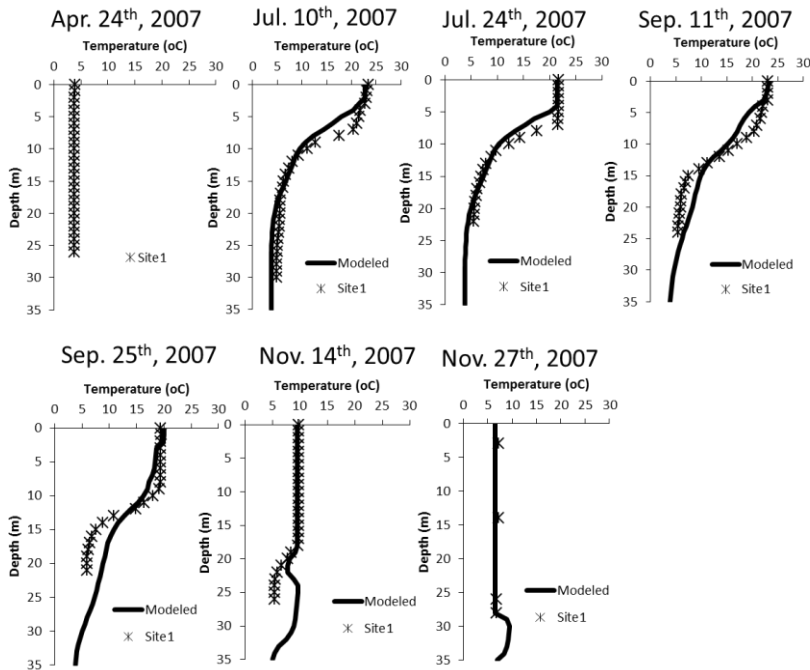 Apr. 24th, 2007
Temperature (oC)
0 5 10 15 20 25 30
0
5
10
15
20
25
30
35
Depth (m)
Site1
Jul. 10th, 2007
Temperature (oC)
0 5 10 15 20 25 30
0
5
10
15
20
25
30
35
Depth (m)
Modeled
Site1
Jul. 24th, 2007
Temperature (oC)
0 5 10 15 20 25 30
0
5
10
15
20
25
30
35
Depth (m)
Modeled
Site1
Sep. 11th, 2007
Temperature (oC)
0 5 10 15 20 25 30
0
5
10
15
20
25
30
35
Depth (m)
Modeled
Site1
Sep. 25th, 2007
Temperature (oC)
0 5 10 15 20 25 30
0
5
10
15
20
25
30
35
Depth (m)
Modeled
Site1
Nov. 14th, 2007
Temperature (oC)
0 5 10 15 20 25 30
0
5
10
15
20
25
30
35
Depth (m)
Modeled
Site1
Nov. 27th, 2007
Temperature (oC)
0 5 10 15 20 25 30
0
5
10
15
20
25
30
35
Depth (m)
Modeled
Site1